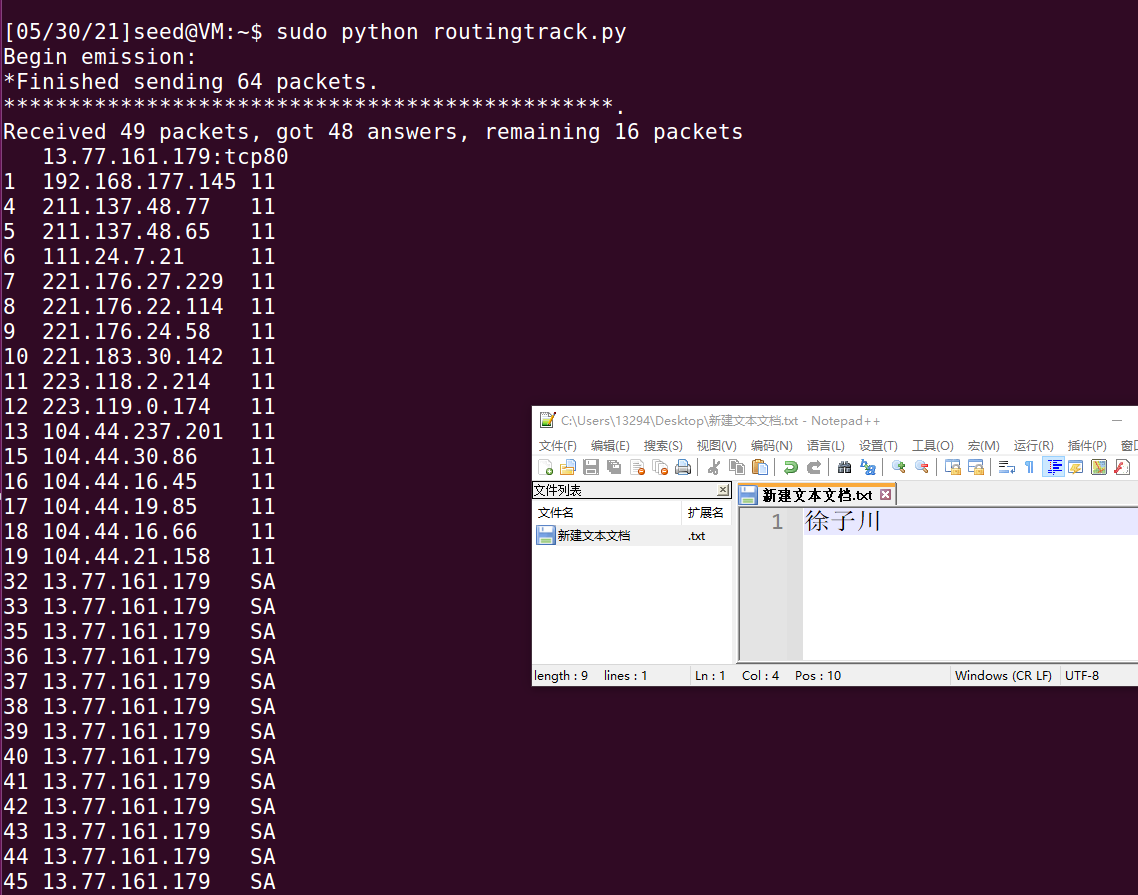 [05/30/21]seed@VM:~$ sudo python routingtrack.py
Begin emission:
*Finished sending 64 packets.
***********************************************.
Received 49 packets, got 48 answers, remaining 16 packets
13.77.161.179:tcp80
1 192.168.177.145 11
4 211.137.48.77 11
5 211.137.48.65 11
6 111.24.7.21 11
7 221.176.27.229 11
8 221.176.22.114 11
9 221.176.24.58 11
10 221.183.30.142 11
11 223.118.2.214 11
12 223.119.0.174 11
13 104.44.237.201 11
15 104.44.30.86 11
16 104.44.16.45 11
17 104.44.19.85 11
18 104.44.16.66 11
19 104.44.21.158 11
32 13.77.161.179 SA
33 13.77.161.179 SA
35 13.77.161.179 SA
36 13.77.161.179 SA
37 13.77.161.179 SA
38 13.77.161.179 SA
39 13.77.161.179 SA
40 13.77.161.179 SA
41 13.77.161.179 SA
42 13.77.161.179 SA
43 13.77.161.179 SA
44 13.77.161.179 SA
45 13.77.161.179 SA
C:\Users\13294\Desktop\新建文本文档.txt - Notepad++
文件(F) 编辑(E) 搜索(S) 视图(V) 编码(N) 语言(L) 设置(T) 工具(O) 宏(M) 运行(R) 插件(P) 窗口
文件列表
新建文本文档.txt
文件名 扩展名
新建文本文档 .txt
1 徐子川
length : 9 lines : 1 Ln : 1 Col : 4 Pos : 10 Windows (CR LF) UTF-8